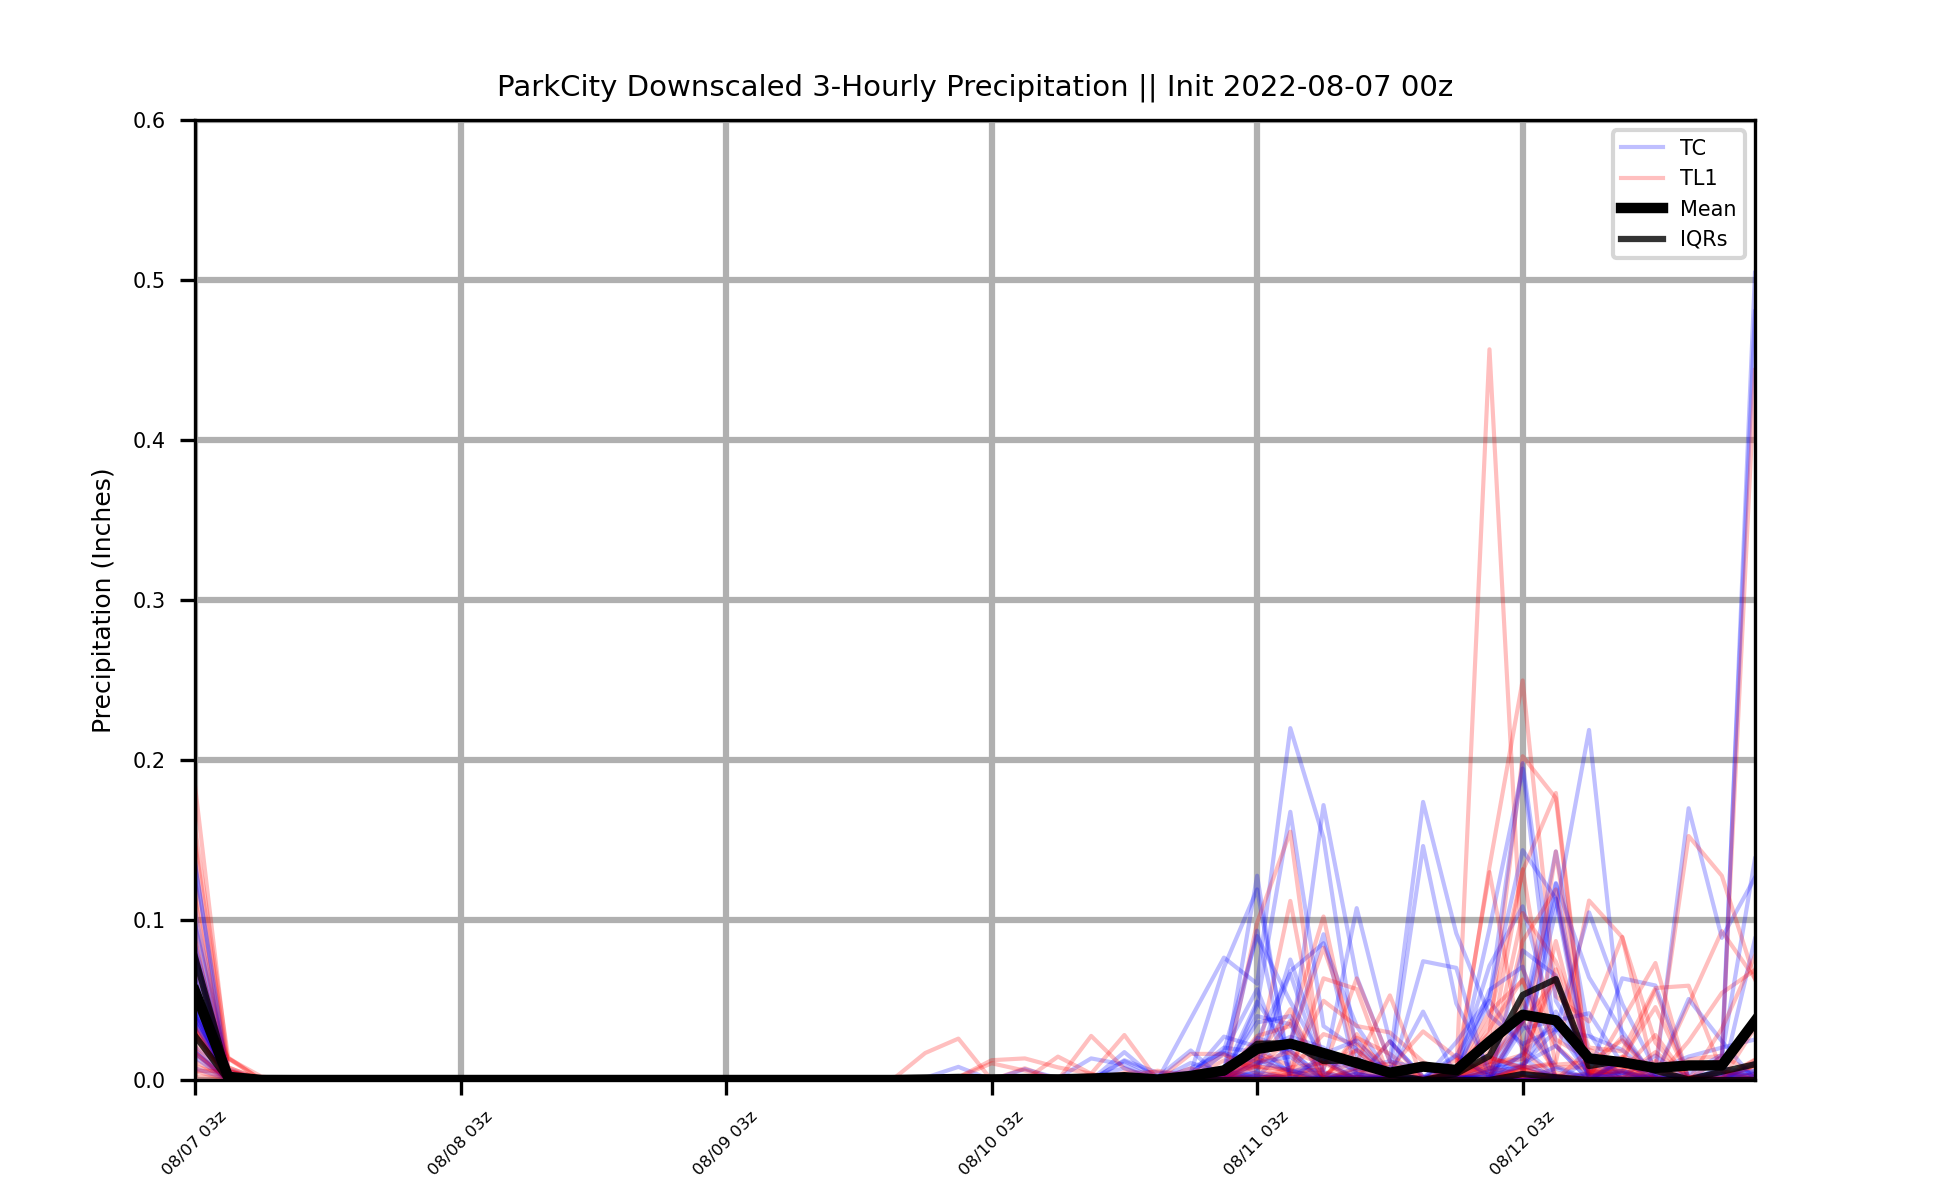 ParkCity Downscaled 3-Hourly Precipitation || Init 2022-08-07 00z
0.6
0.5
0.4
0.3
0.2
0.1
0.0
Precipitation (Inches)
TC
TL1
Mean
IQRs
08/07 03z
08/08 03z
08/09 03z
08/10 03z
08/11 03z
08/12 03z